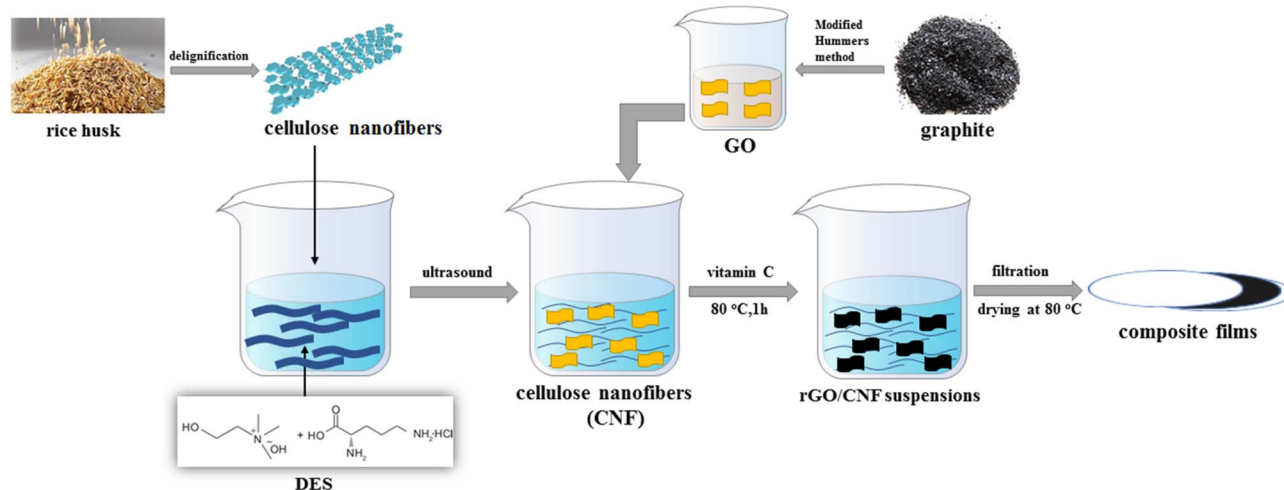 delignification
rice husk
cellulose nanofibers
Modified
Hummers
method
GO
graphite
ultrasound
vitamin C
80 °C,1h
filtration
drying at 80 °C
composite films
cellulose nanofibers
(CNF)
rGO/CNF suspensions
HO
N
+
−
OH
+
O
HO
NH₂
NH₂·HCl
DES